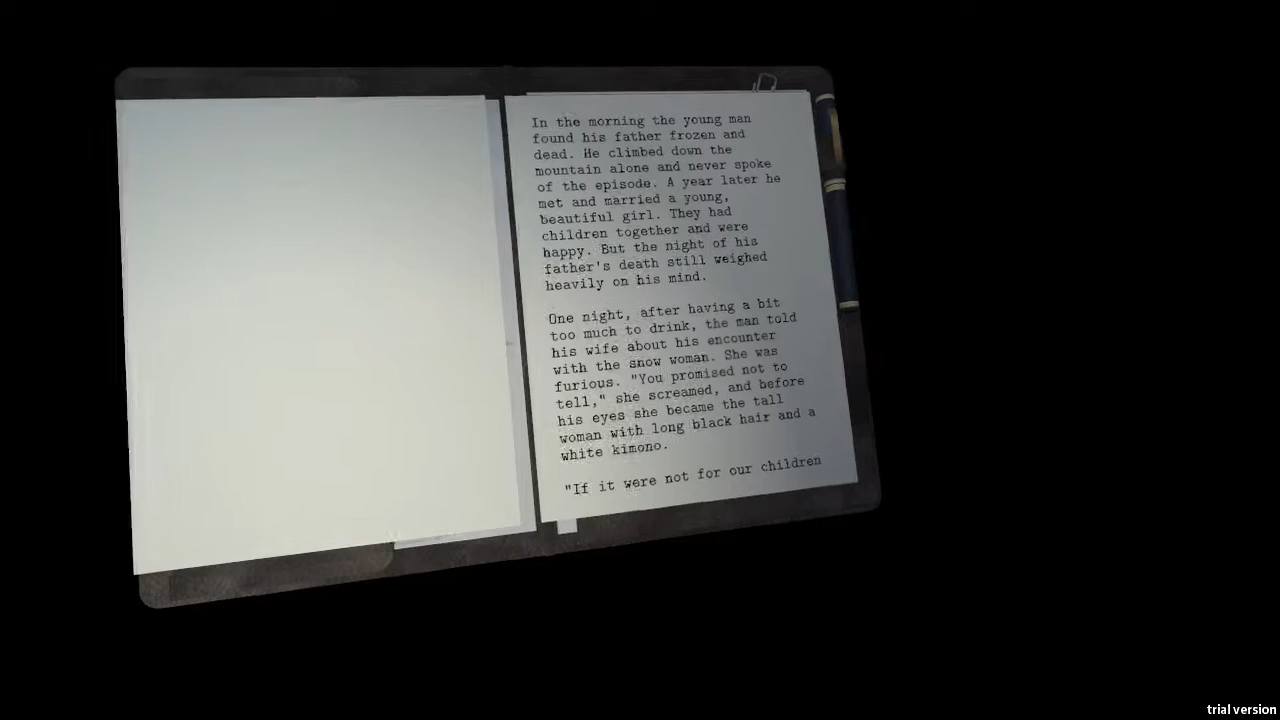 In the morning the young man
found his father frozen and
dead. He climbed down the
mountain alone and never spoke
of the episode. A year later he
met and married a young,
beautiful girl. They had
children together and were
happy. But the night of his
father's death still weighed
heavily on his mind.
One night, after having a bit
too much to drink, the man told
his wife about his encounter
with the snow woman. She was
furious. "You promised not to
tell," she screamed, and before
his eyes she became the tall
woman with long black hair and a
white kimono.
"If it were not for our children
trial version